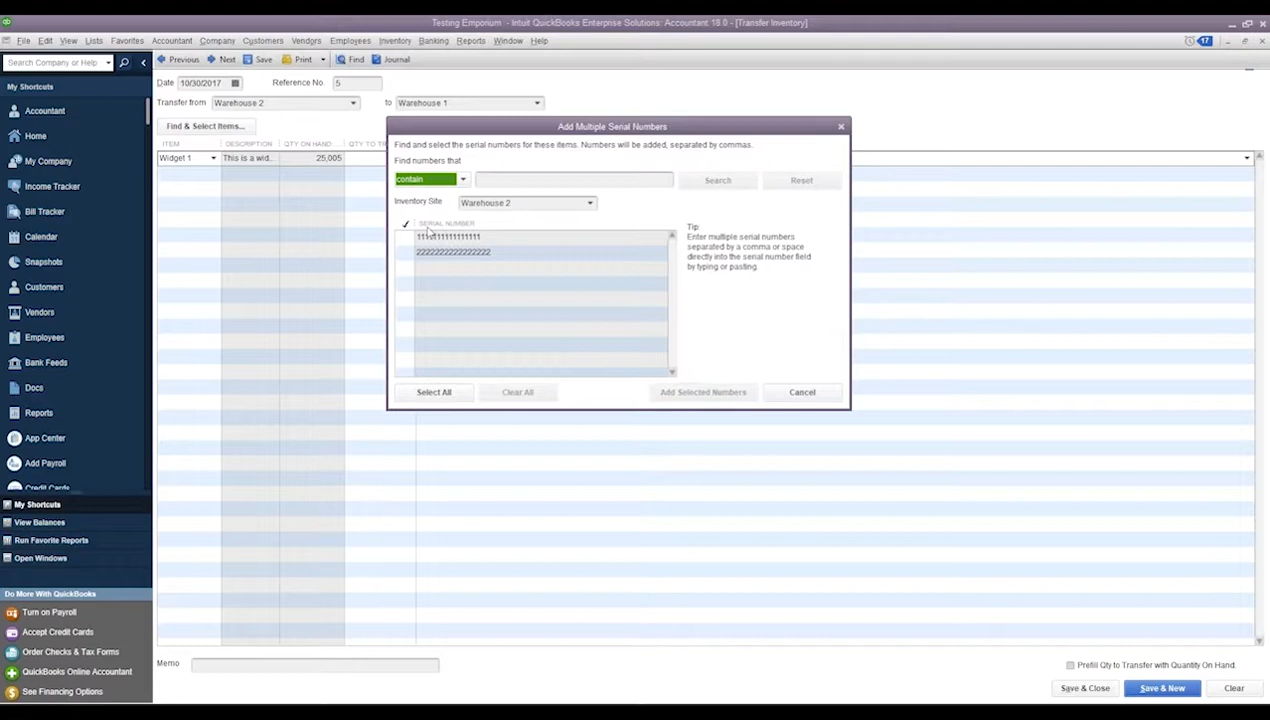 Testing Emporium - Intuit QuickBooks Enterprise Solutions: Accountant 18.0 - [Transfer Inventory]
File Edit View Lists Favorites Accountant Company Customers Vendors Employees Inventory Banking Reports Window Help 17
Search Company or Help
Previous Next Save Print Find Journal
My Shortcuts
Accountant
Home
My Company
Income Tracker
Bill Tracker
Calendar
Snapshots
Customers
Vendors
Employees
Bank Feeds
Docs
Reports
App Center
Add Payroll
Credit Cards
My Shortcuts
View Balances
Run Favorite Reports
Open Windows
Do More With QuickBooks
Turn on Payroll
Accept Credit Cards
Order Checks & Tax Forms
QuickBooks Online Accountant
See Financing Options
Date 10/30/2017 Reference No. 5
Transfer from Warehouse 2 to Warehouse 1
Find & Select Items...
ITEM DESCRIPTION QTY ON HAND QTY TO TR
Widget 1 This is a wid... 25,005
Add Multiple Serial Numbers
Find and select the serial numbers for these items. Numbers will be added, separated by commas.
Find numbers that
contain Search Reset
Inventory Site Warehouse 2
SERIAL NUMBER
2222222222222222
Tip
Enter multiple serial numbers
separated by a comma or space
directly into the serial number field
by typing or pasting.
Select All Clear All Add Selected Numbers Cancel
Memo
Prefill Qty to Transfer with Quantity On Hand.
Save & Close Save & New Clear